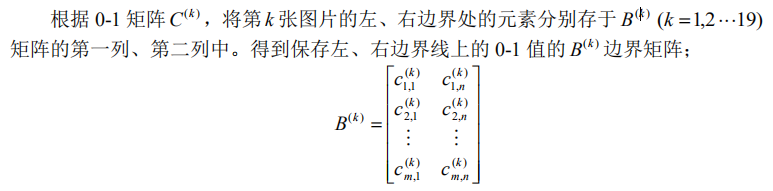 根据 0-1 矩阵 C^{(k)}，将第 k 张图片的左、右边界处的元素分别存于 B^{(k)} (k = 1,2⋯19)
矩阵的第一列、第二列中。得到保存左、右边界线上的 0-1 值的 B^{(k)} 边界矩阵；
B^{(k)} = \begin{bmatrix} c_{1,1}^{(k)} & c_{1,n}^{(k)} \\ c_{2,1}^{(k)} & c_{2,n}^{(k)} \\ \vdots & \vdots \\ c_{m,1}^{(k)} & c_{m,n}^{(k)} \end{bmatrix}